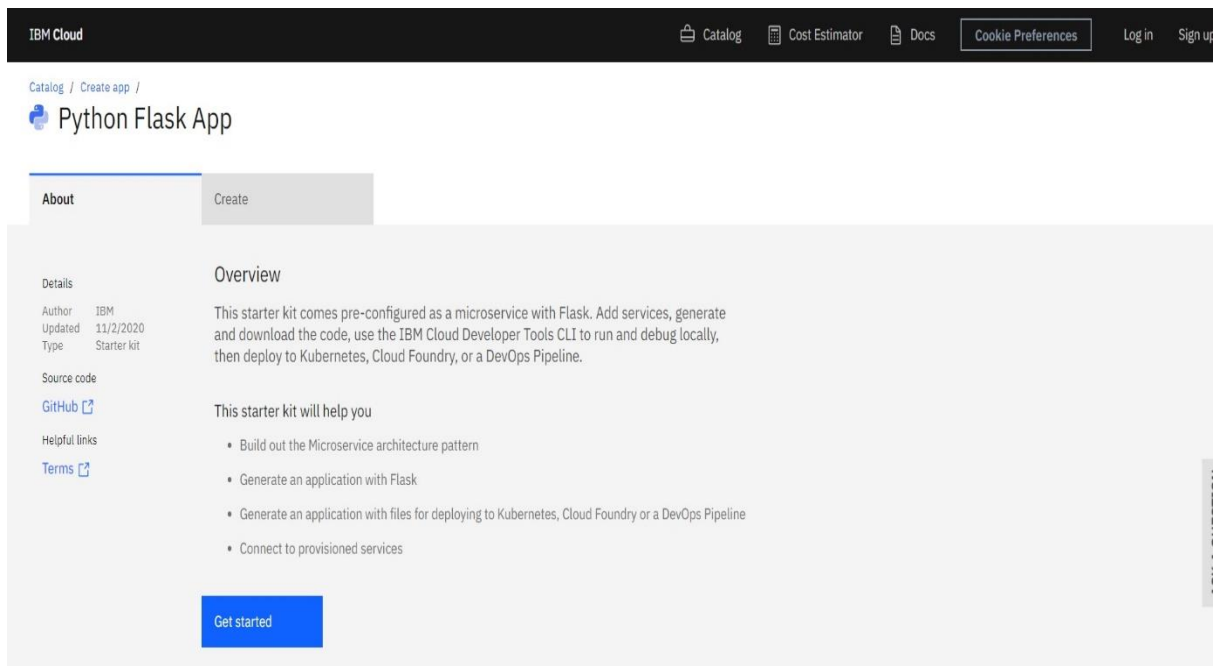 IBM Cloud
Catalog
Cost Estimator
Docs
Cookie Preferences
Log in
Sign up
Catalog / Create app /
Python Flask App
About
Create
Details
Author IBM
Updated 11/2/2020
Type Starter kit
Source code
GitHub
Helpful links
Terms
Overview
This starter kit comes pre-configured as a microservice with Flask. Add services, generate
and download the code, use the IBM Cloud Developer Tools CLI to run and debug locally,
then deploy to Kubernetes, Cloud Foundry, or a DevOps Pipeline.
This starter kit will help you
• Build out the Microservice architecture pattern
• Generate an application with Flask
• Generate an application with files for deploying to Kubernetes, Cloud Foundry or a DevOps Pipeline
• Connect to provisioned services
Get started